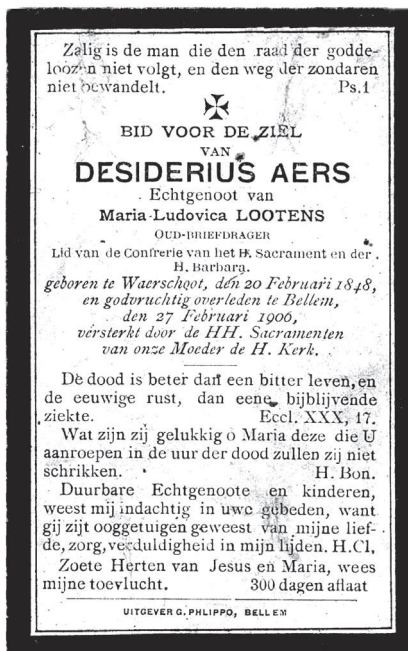 Zalig is de man die den raad der godde-
loozen niet volgt, en den weg der zondaren
niet bewandelt. Ps.1
BID VOOR DE ZIEL
VAN
DESIDERIUS AERS
Echtgenoot van
Maria-Ludovica LOOTENS
OUD-BRIEFDRAGER
Lid van de Confrerie van het H. Sacrament en der
H. Barbara.
geboren te Waerschoot, den 20 Februari 1848,
en godvruchtig overleden te Bellem,
den 27 Februari 1906,
versterkt door de HH. Sacramenten
van onze Moeder de H. Kerk.
De dood is beter dan een bitter leven, en
de eeuwige rust, dan eene bijblijvende
ziekte. Eccl. XXX, 17.
Wat zijn zij gelukkig o Maria deze die U
aanroepen in de uur der dood zullen zij niet
schrikken. H. Bon.
Duurbare Echtgenoote en kinderen,
weest mij indachtig in uwe gebeden, want
gij zijt ooggetuigen geweest van mijne lief-
de, zorg, verduldigheid in mijn lijden. H.Cl,
Zoete Herten van Jesus en Maria, wees
mijne toevlucht. 300 dagen aflaat
UITGEVER G. PHLIPPO, BELLEM